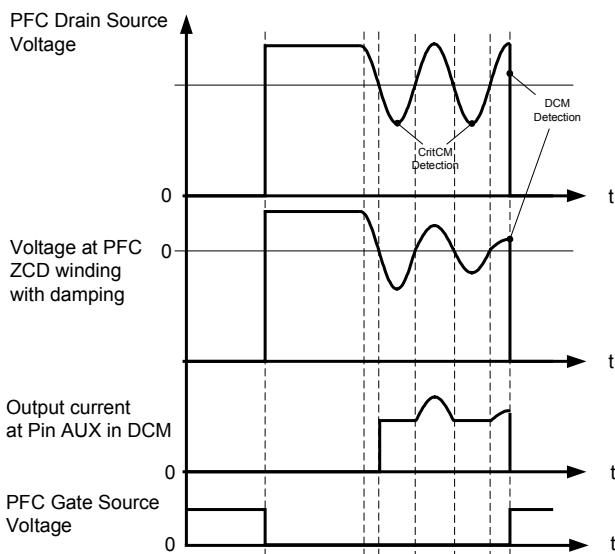 PFC Drain Source
Voltage
DCM
Detection
CritCM
Detection
0
t
Voltage at PFC
ZCD winding
with damping
0
t
Output current
at Pin AUX in DCM
0
t
PFC Gate Source
Voltage
0
t